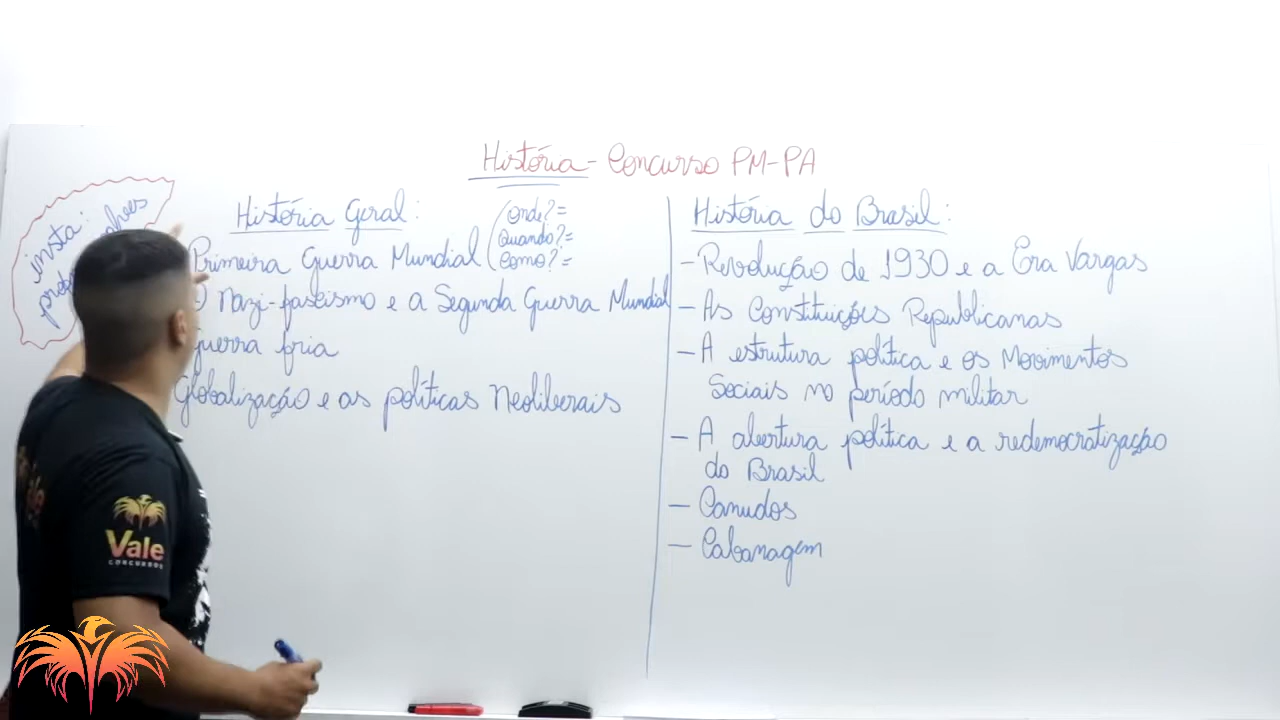 História - Concurso PM-PA
insta
História Geral:
Onde? =
Quando? =
Como? =
Primeira Guerra Mundial
O Nazi-fascismo e a Segunda Guerra Mundial
Guerra fria
Globalização e as políticas Neoliberais
História do Brasil:
- Revolução de 1930 e a Era Vargas
- As Constituições Republicanas
- A estrutura política e os Movimentos
Sociais no período militar
- A abertura política e a redemocratização
do Brasil
- Canudos
- Cabanagem
Vale
CONCURSOS